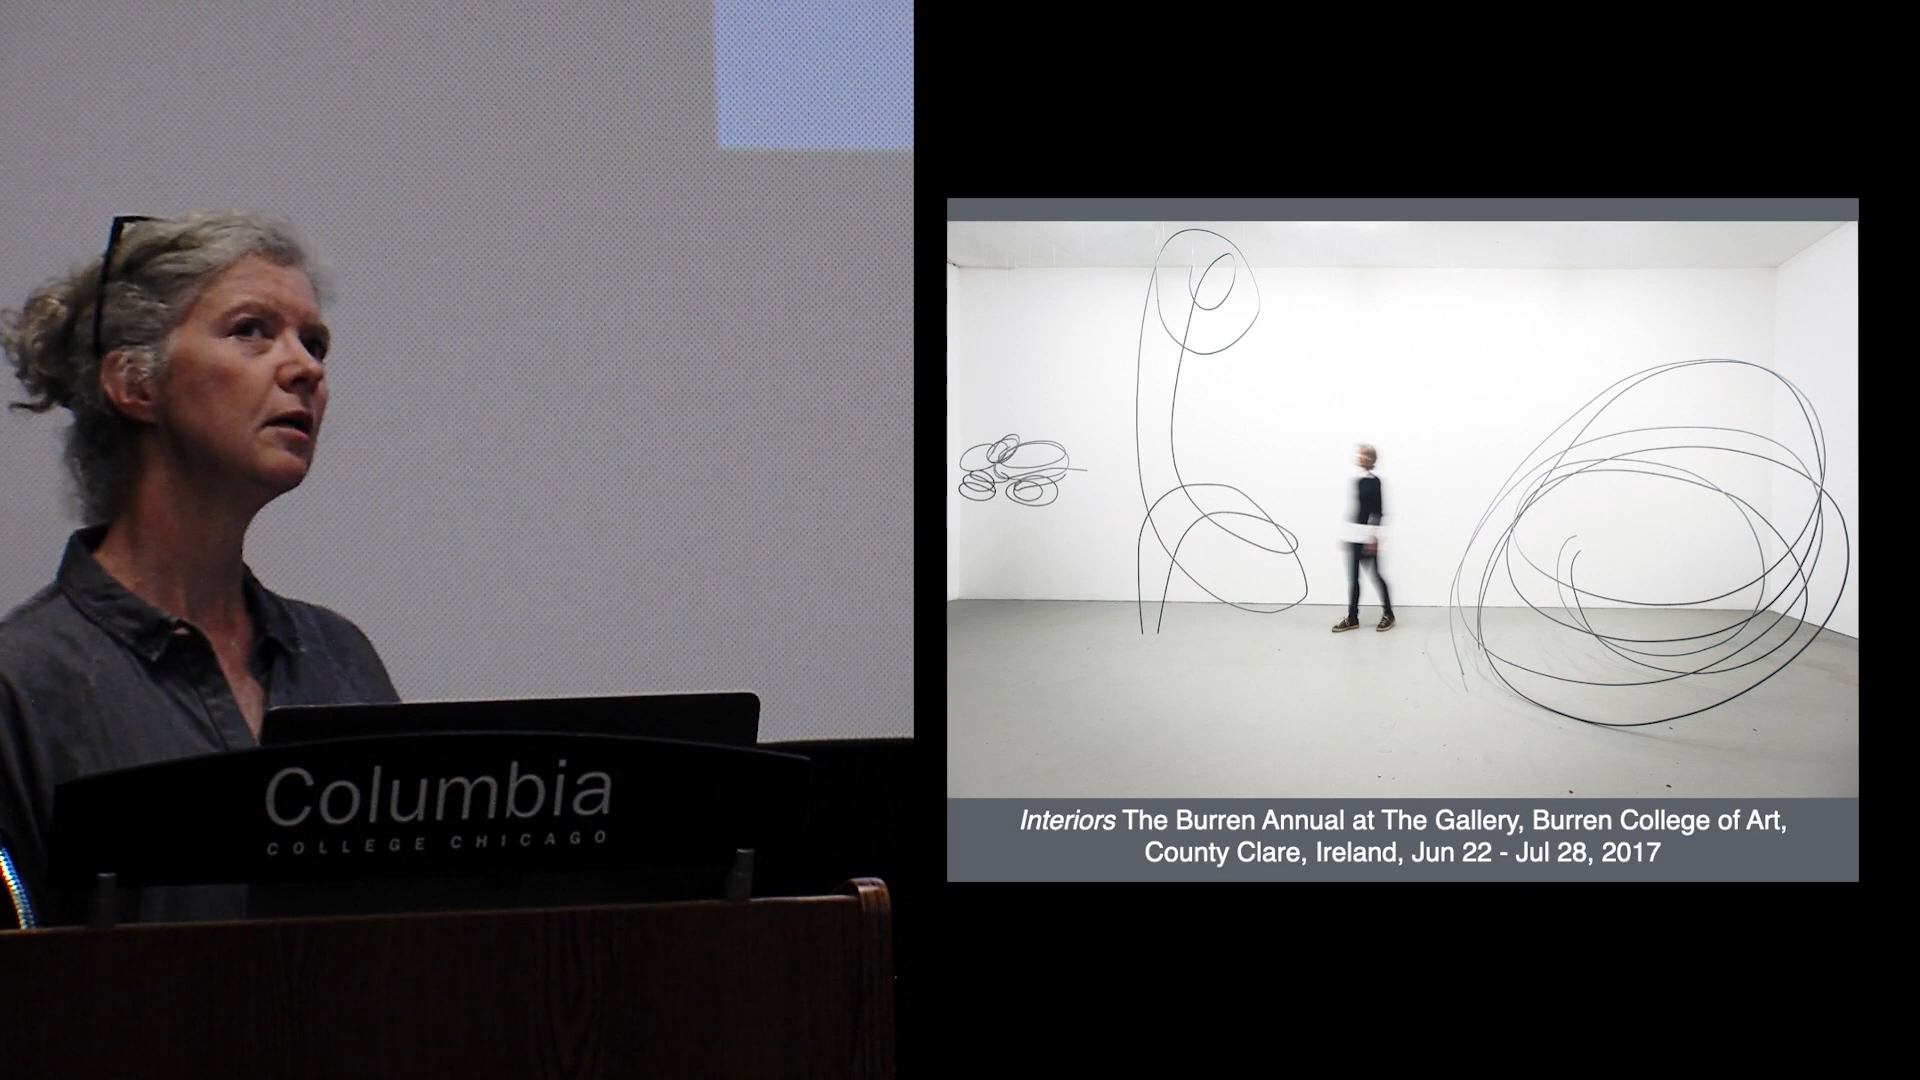 Columbia
COLLEGE CHICAGO
Interiors The Burren Annual at The Gallery, Burren College of Art,
County Clare, Ireland, Jun 22 - Jul 28, 2017